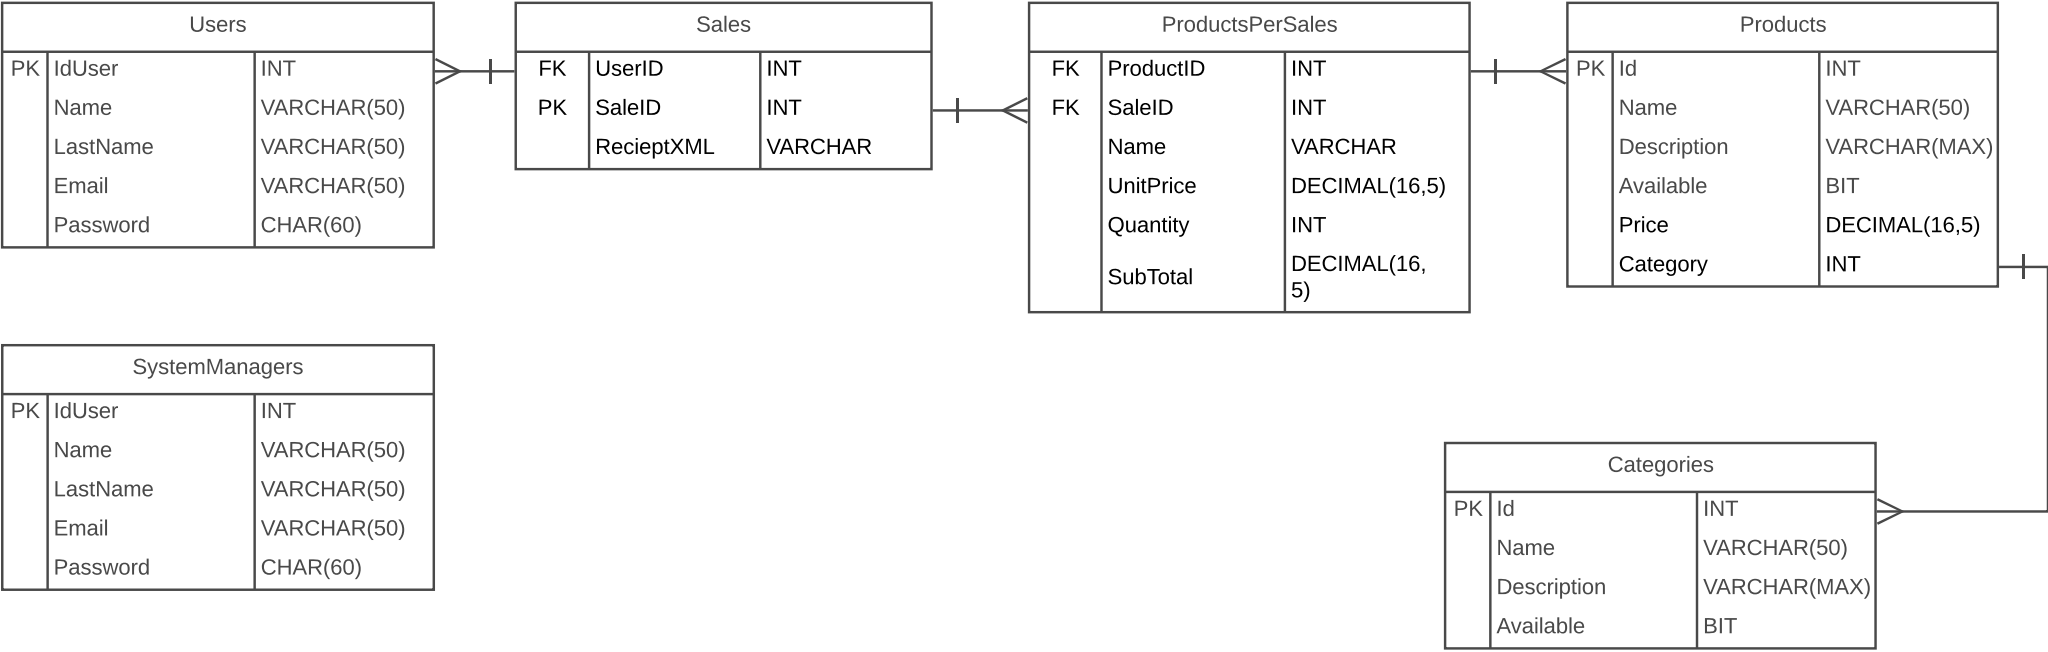 Users
PK IdUser INT
Name VARCHAR(50)
LastName VARCHAR(50)
Email VARCHAR(50)
Password CHAR(60)
Sales
FK UserID INT
PK SaleID INT
RecieptXML VARCHAR
ProductsPerSales
FK ProductID INT
FK SaleID INT
Name VARCHAR
UnitPrice DECIMAL(16,5)
Quantity INT
SubTotal DECIMAL(16,
5)
Products
PK Id INT
Name VARCHAR(50)
Description VARCHAR(MAX)
Available BIT
Price DECIMAL(16,5)
Category INT
SystemManagers
PK IdUser INT
Name VARCHAR(50)
LastName VARCHAR(50)
Email VARCHAR(50)
Password CHAR(60)
Categories
PK Id INT
Name VARCHAR(50)
Description VARCHAR(MAX)
Available BIT